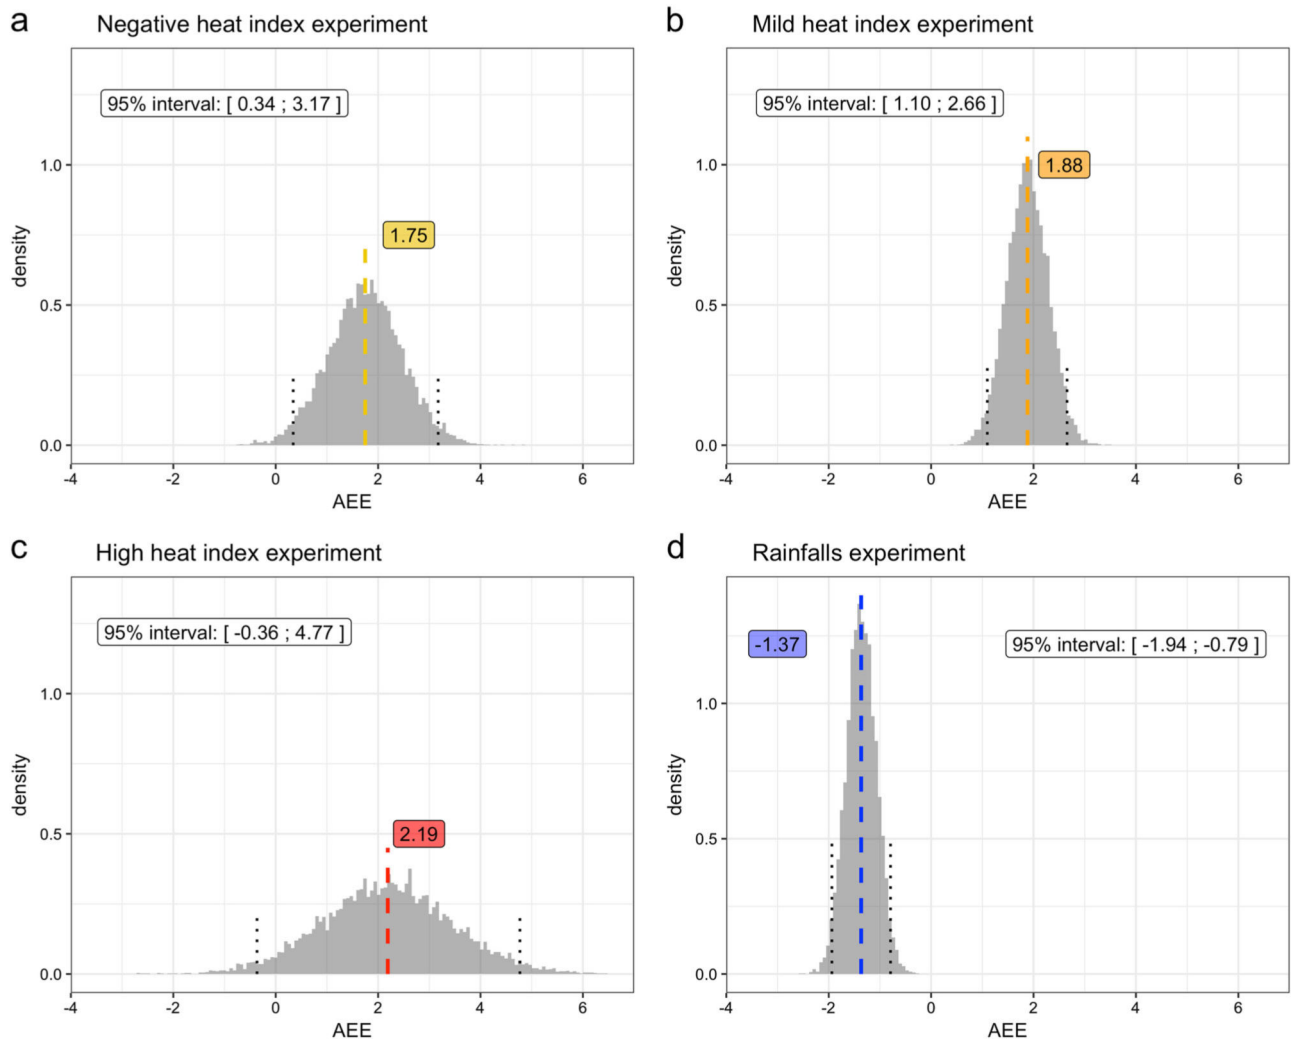 a Negative heat index experiment
95% interval: [ 0.34 ; 3.17 ]
1.75
density
1.0
0.5
0.0
-4 -2 0 2 4 6
AEE
b Mild heat index experiment
95% interval: [ 1.10 ; 2.66 ]
1.88
density
1.0
0.5
0.0
-4 -2 0 2 4 6
AEE
c High heat index experiment
95% interval: [ -0.36 ; 4.77 ]
2.19
density
1.0
0.5
0.0
-4 -2 0 2 4 6
AEE
d Rainfalls experiment
-1.37
95% interval: [ -1.94 ; -0.79 ]
density
1.0
0.5
0.0
-4 -2 0 2 4 6
AEE